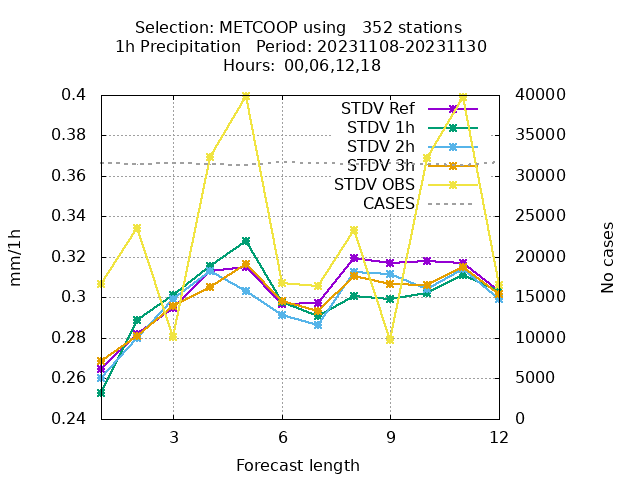 Selection: METCOOP using   352 stations
1h Precipitation   Period: 20231108-20231130
Hours: 00,06,12,18
0.4
0.38
0.36
0.34
0.32
0.3
0.28
0.26
0.24
mm/1h
STDV Ref
STDV 1h
STDV 2h
STDV 3h
STDV OBS
CASES
40000
35000
30000
25000
20000
15000
10000
5000
0
No cases
3 6 9 12
Forecast length